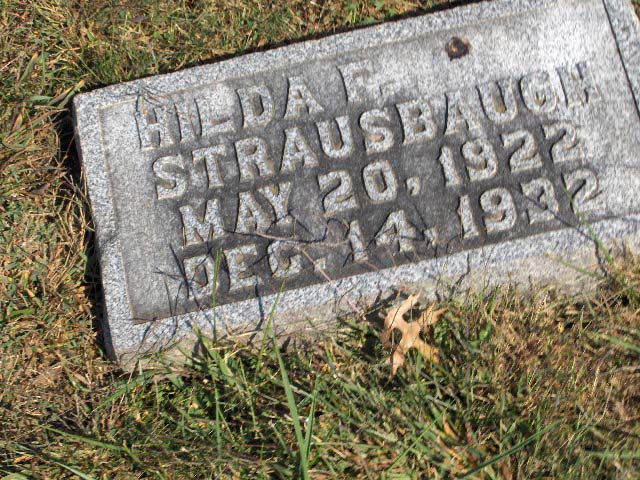 HILDA F.
STRAUSBAUGH
MAY 20, 1922
DEC. 14, 1932